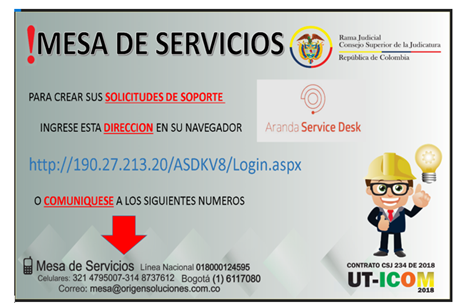 !MESA DE SERVICIOS
Rama Judicial
Consejo Superior de la Judicatura
República de Colombia
PARA CREAR SUS SOLICITUDES DE SOPORTE
INGRESE ESTA DIRECCION EN SU NAVEGADOR
Aranda Service Desk
http://190.27.213.20/ASDKV8/Login.aspx
O COMUNIQUESE A LOS SIGUIENTES NUMEROS
Mesa de Servicios Línea Nacional 018000124595
Celulares: 321 4795007-314 8737612 Bogotá (1) 6117080
Correo: mesa@origensoluciones.com.co
CONTRATO CSJ 234 DE 2018
UT-ICOM
2018